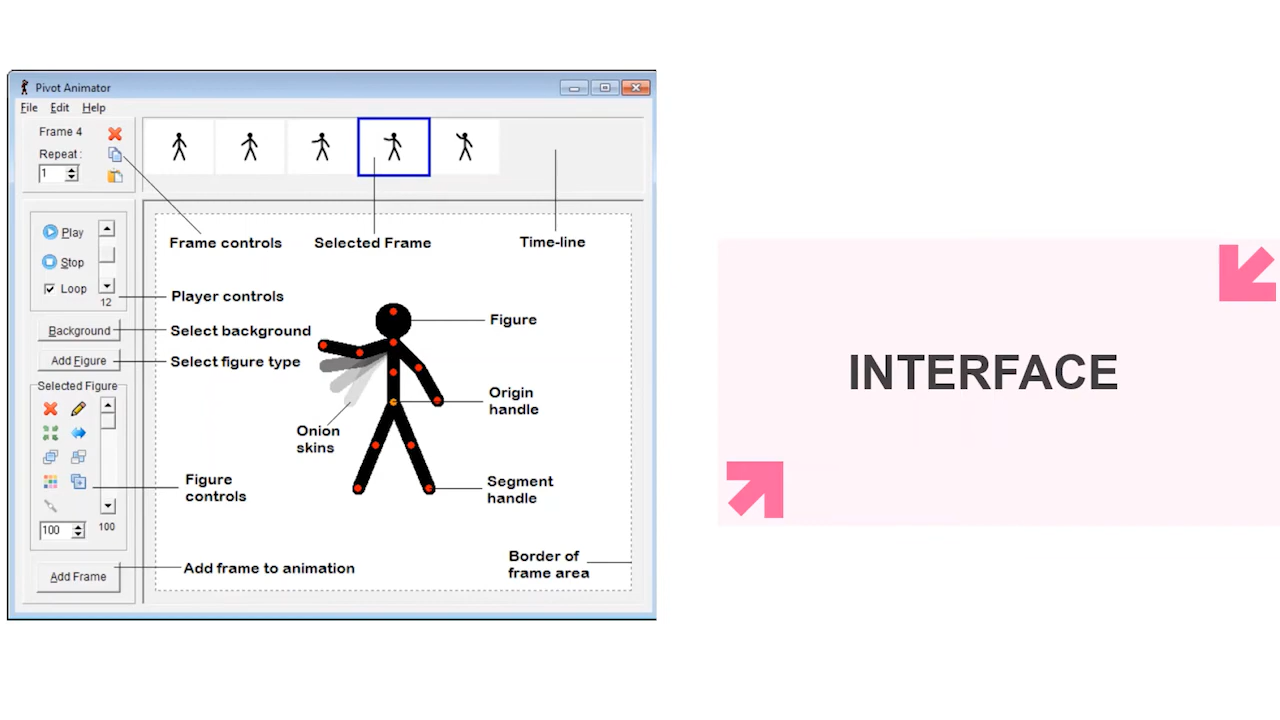 Pivot Animator
File Edit Help
Frame 4
Repeat:
1
Play
Stop
Loop
12
Background
Add Figure
Selected Figure
100
100
Add Frame
Frame controls
Selected Frame
Time-line
Player controls
Select background
Select figure type
Figure
Origin
handle
Onion
skins
Figure
controls
Segment
handle
Add frame to animation
Border of
frame area
INTERFACE